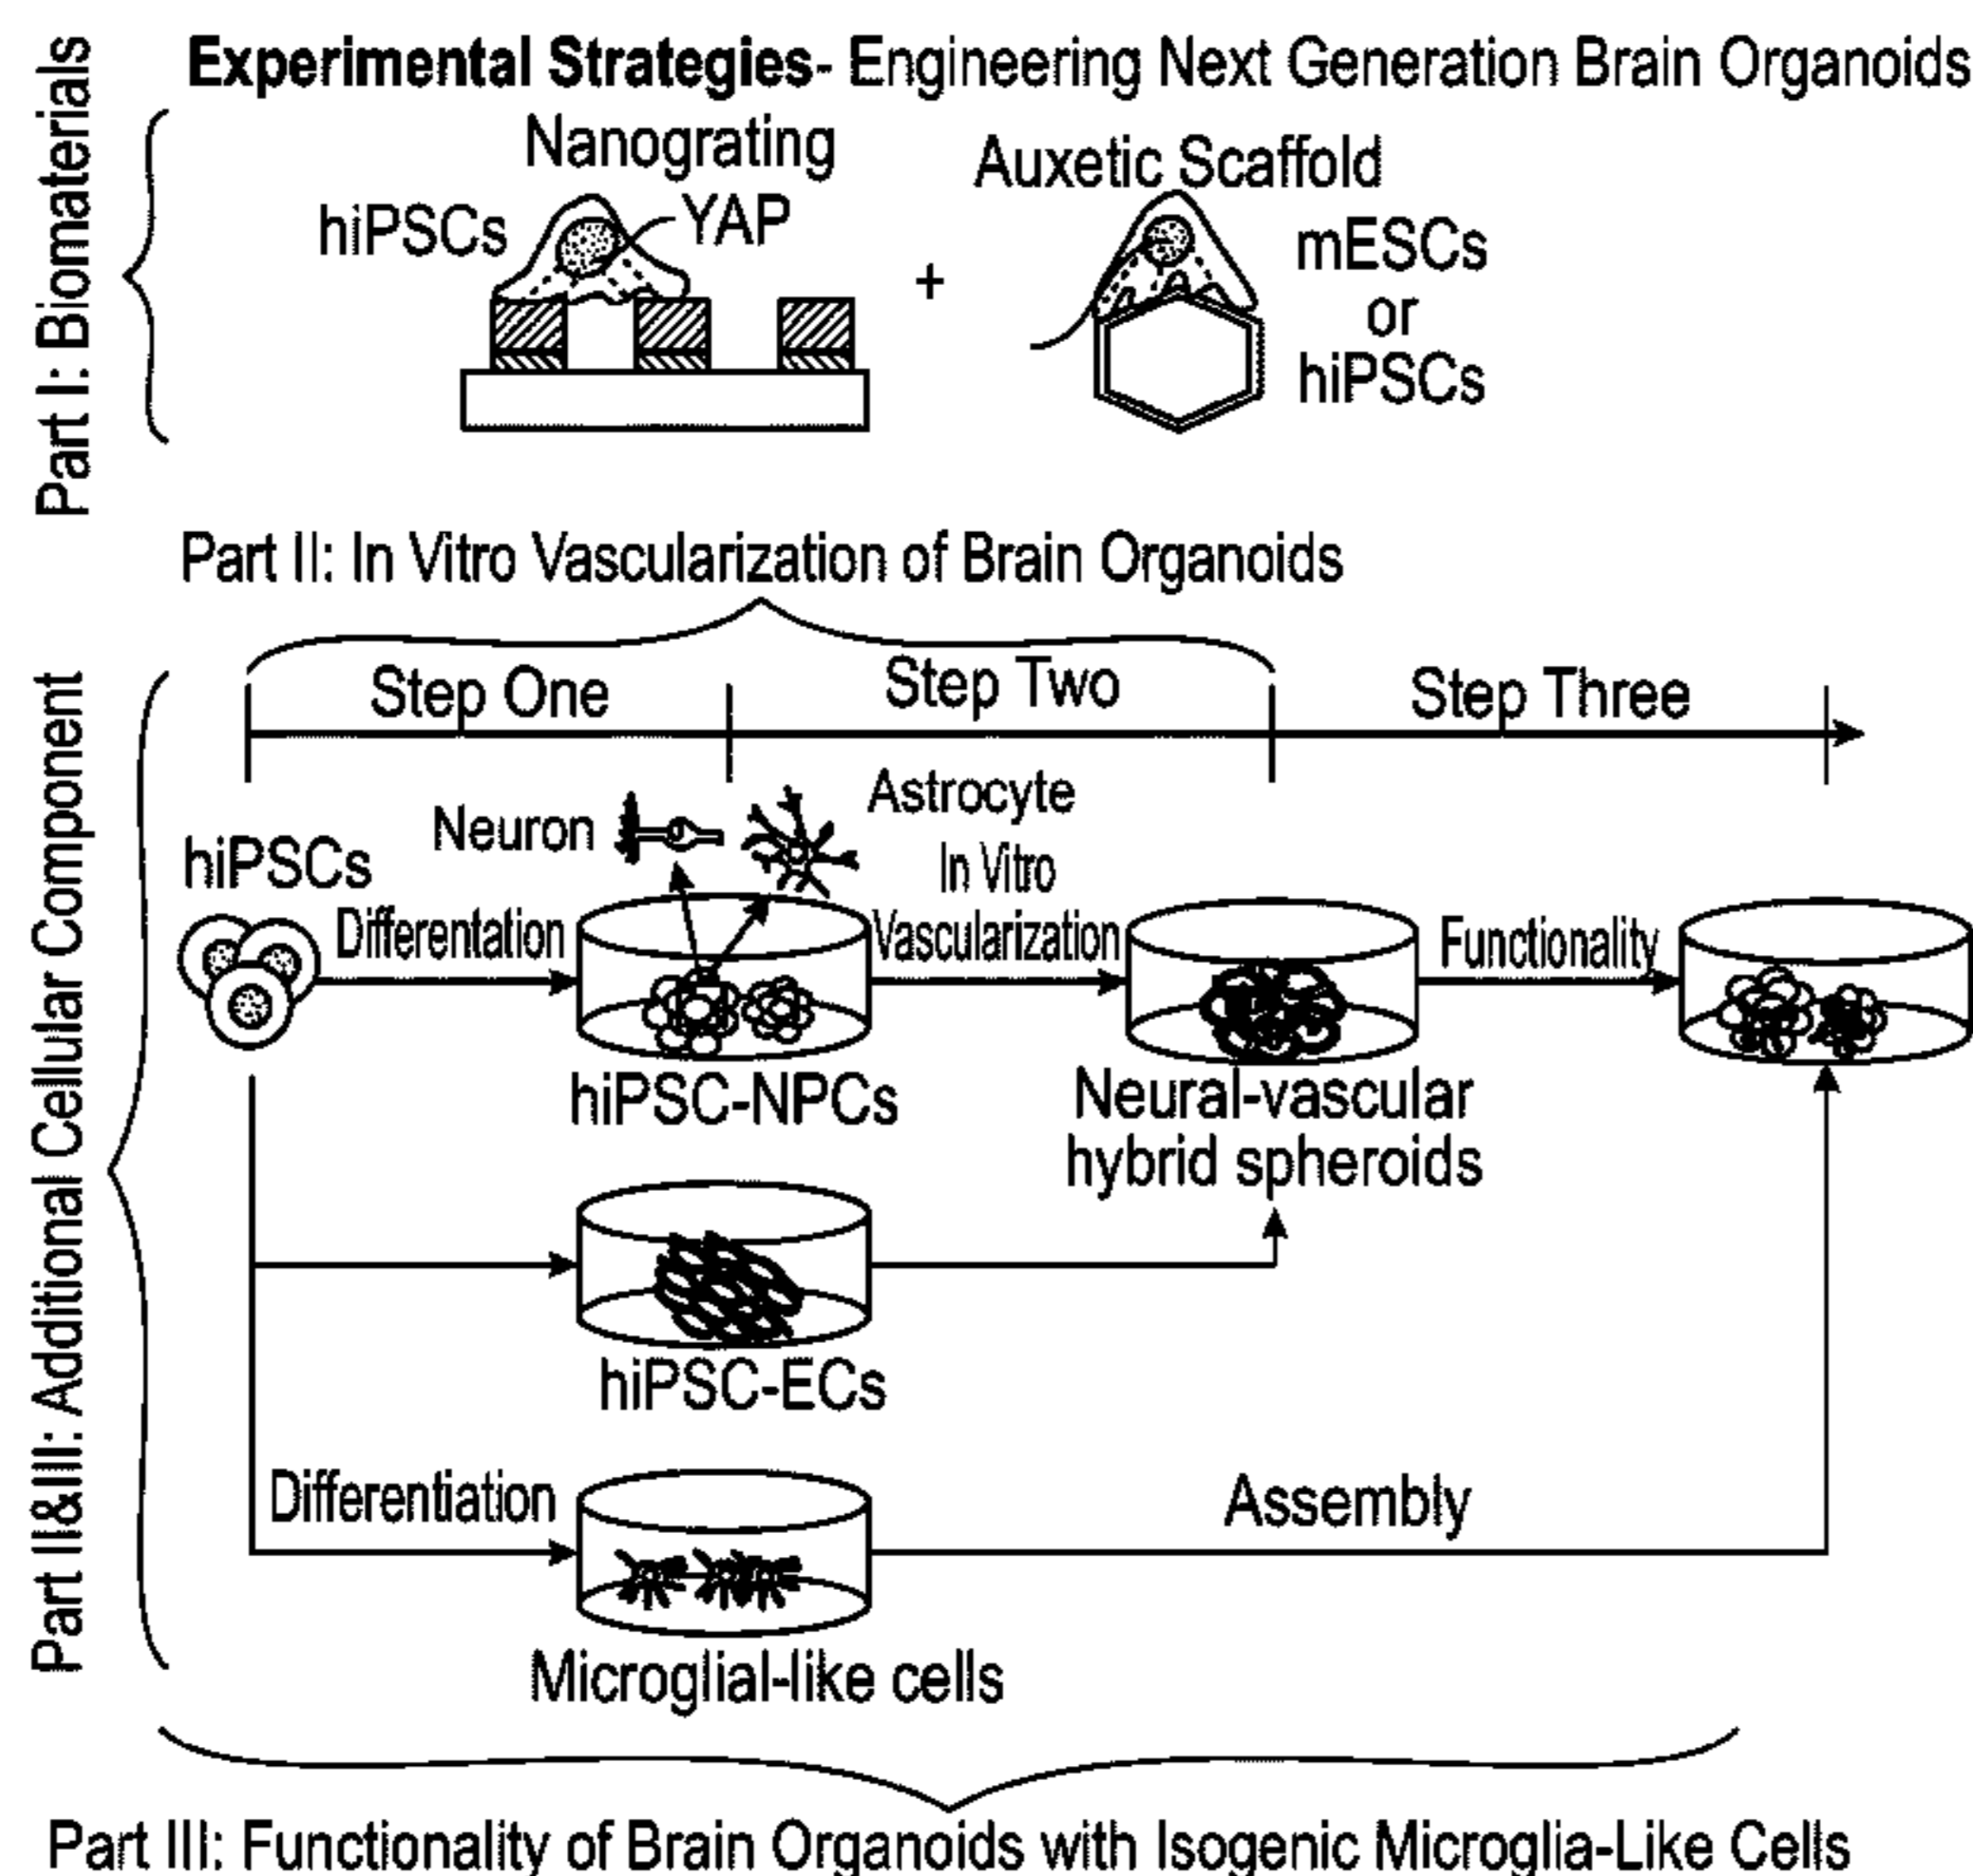 Experimental Strategies- Engineering Next Generation Brain Organoids
Part I: Biomaterials
Nanograting
Auxetic Scaffold
hiPSCs
YAP
+
mESCs
or
hiPSCs
Part II: In Vitro Vascularization of Brain Organoids
Part II&III: Additional Cellular Component
Step One
Step Two
Step Three
Neuron
Astrocyte
hiPSCs
Differentation
In Vitro
Vascularization
Functionality
hiPSC-NPCs
Neural-vascular
hybrid spheroids
hiPSC-ECs
Differentiation
Assembly
Microglial-like cells
Part III: Functionality of Brain Organoids with Isogenic Microglia-Like Cells